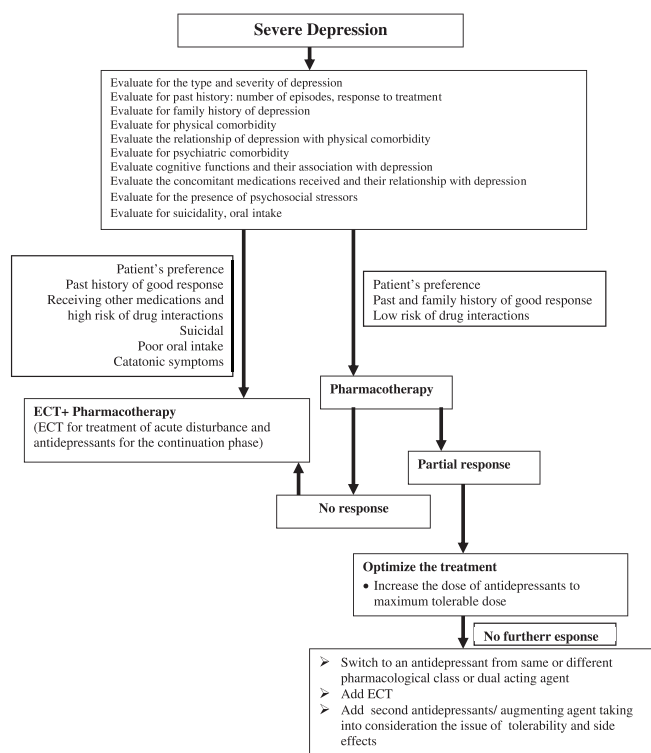 Severe Depression
Evaluate for the type and severity of depression
Evaluate for past history: number of episodes, response to treatment
Evaluate for family history of depression
Evaluate for physical comorbidity
Evaluate the relationship of depression with physical comorbidity
Evaluate for psychiatric comorbidity
Evaluate cognitive functions and their association with depression
Evaluate the concomitant medications received and their relationship with depression
Evaluate for the presence of psychosocial stressors
Evaluate for suicidality, oral intake
Patient's preference
Past history of good response
Receiving other medications and
high risk of drug interactions
Suicidal
Poor oral intake
Catatonic symptoms
Patient's preference
Past and family history of good response
Low risk of drug interactions
Pharmacotherapy
ECT+ Pharmacotherapy
(ECT for treatment of acute disturbance and
antidepressants for the continuation phase)
Partial response
No response
Optimize the treatment
• Increase the dose of antidepressants to
maximum tolerable dose
No furtherr esponse
➢ Switch to an antidepressant from same or different
pharmacological class or dual acting agent
➢ Add ECT
➢ Add second antidepressants/ augmenting agent taking
into consideration the issue of tolerability and side
effects